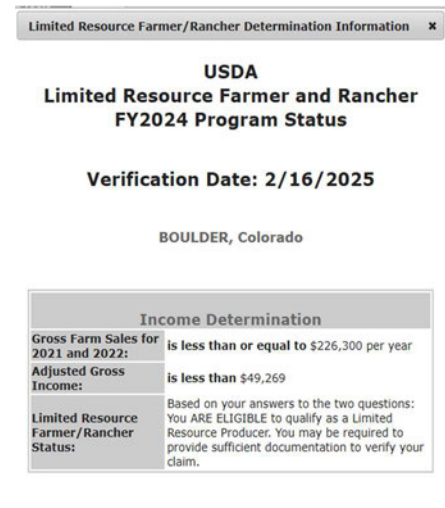 Limited Resource Farmer/Rancher Determination Information x
USDA
Limited Resource Farmer and Rancher
FY2024 Program Status
Verification Date: 2/16/2025
BOULDER, Colorado
Income Determination
Gross Farm Sales for
2021 and 2022:
is less than or equal to $226,300 per year
Adjusted Gross
Income:
is less than $49,269
Limited Resource
Farmer/Rancher
Status:
Based on your answers to the two questions:
You ARE ELIGIBLE to qualify as a Limited
Resource Producer. You may be required to
provide sufficient documentation to verify your
claim.